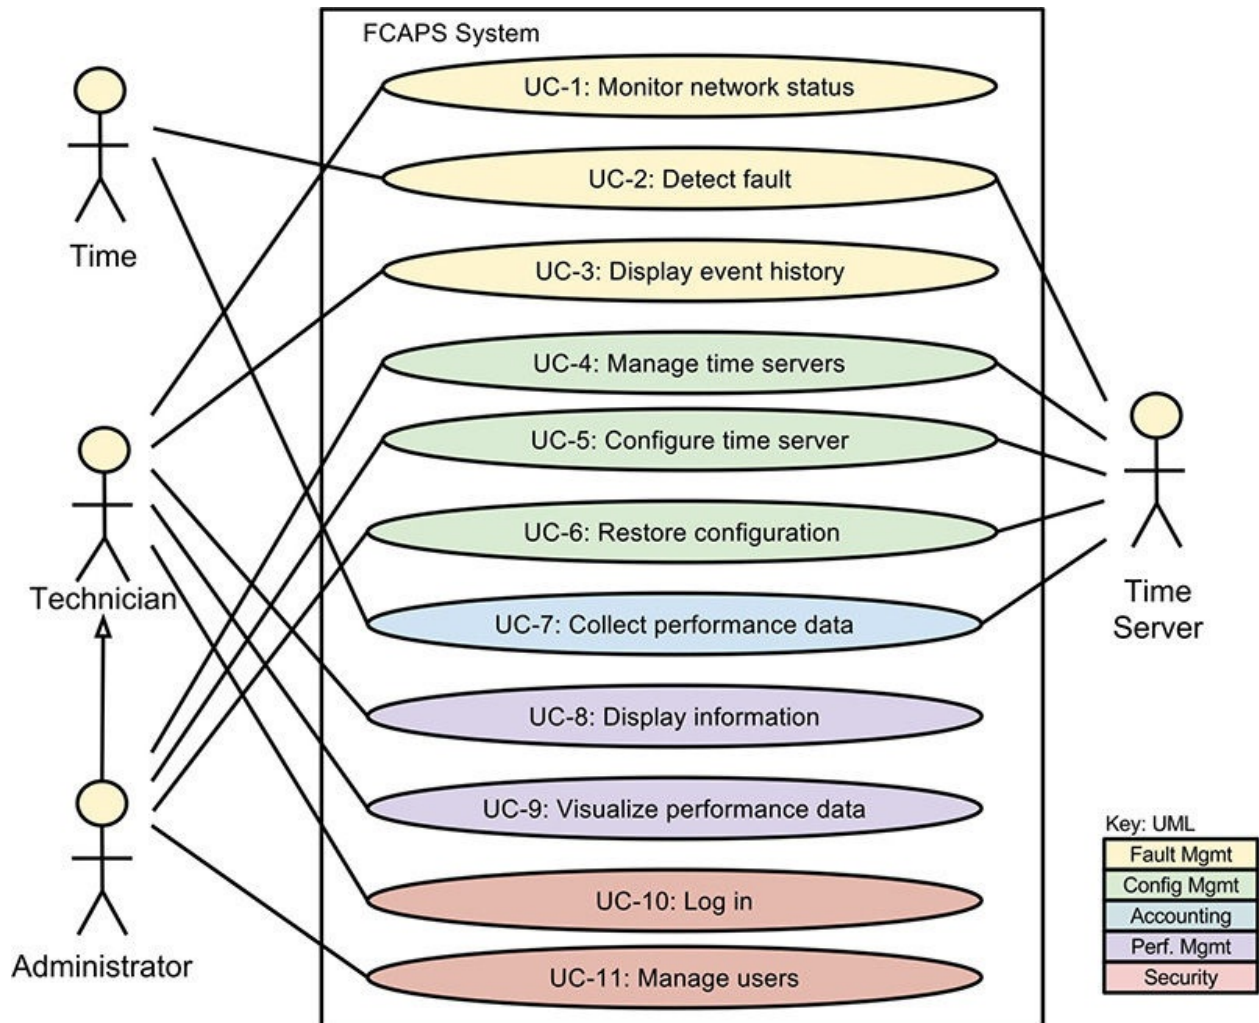 FCAPS System
UC-1: Monitor network status
UC-2: Detect fault
Time
UC-3: Display event history
UC-4: Manage time servers
UC-5: Configure time server
UC-6: Restore configuration
Technician
Time
Server
UC-7: Collect performance data
UC-8: Display information
UC-9: Visualize performance data
Key: UML
Fault Mgmt
Config Mgmt
Accounting
Perf. Mgmt
Security
UC-10: Log in
Administrator
UC-11: Manage users